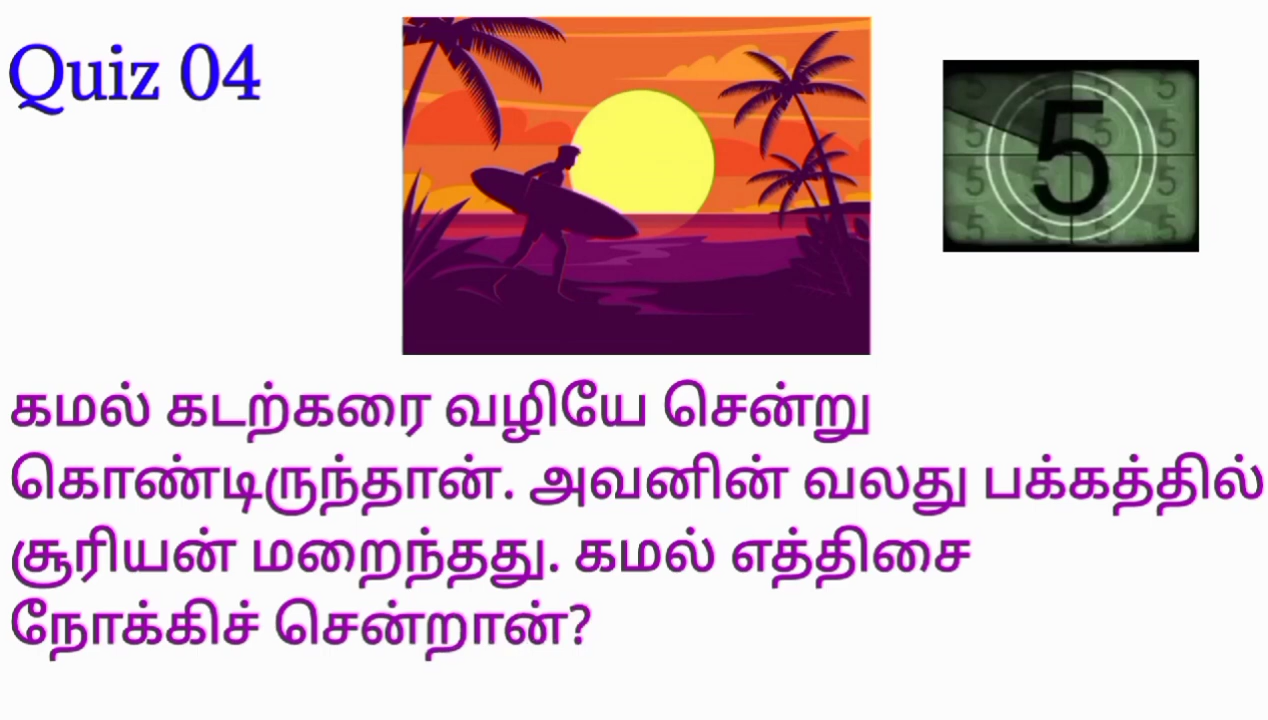 Quiz 04
5
கமல் கடற்கரை வழியே சென்று
கொண்டிருந்தான். அவனின் வலது பக்கத்தில்
சூரியன் மறைந்தது. கமல் எத்திசை
நோக்கிச் சென்றான்?